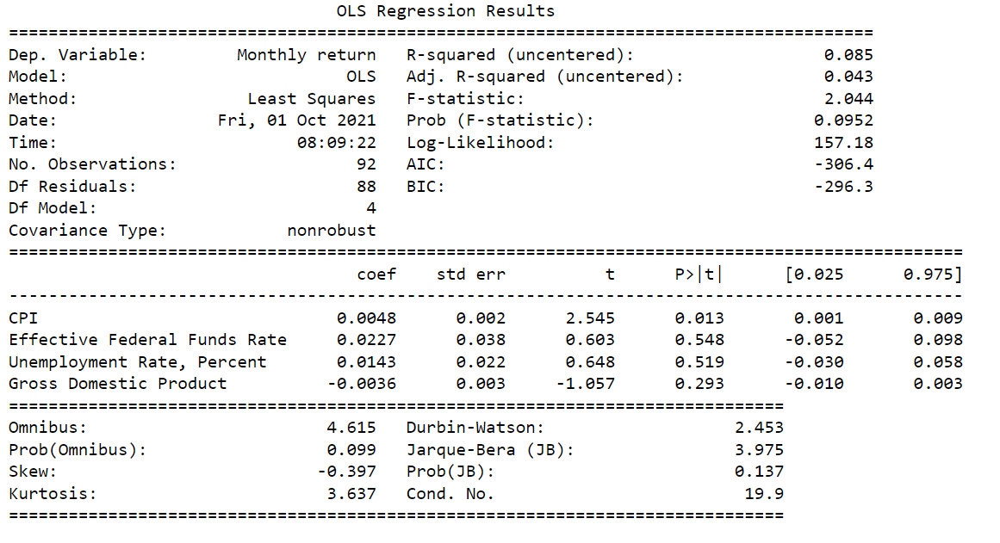 OLS Regression Results
=======================================================================================
Dep. Variable: Monthly return R-squared (uncentered): 0.085
Model: OLS Adj. R-squared (uncentered): 0.043
Method: Least Squares F-statistic: 2.044
Date: Fri, 01 Oct 2021 Prob (F-statistic): 0.0952
Time: 08:09:22 Log-Likelihood: 157.18
No. Observations: 92 AIC: -306.4
Df Residuals: 88 BIC: -296.3
Df Model: 4
Covariance Type: nonrobust
================================================================================================
coef std err t P>|t| [0.025 0.975]
------------------------------------------------------------------------------------------------
CPI 0.0048 0.002 2.545 0.013 0.001 0.009
Effective Federal Funds Rate 0.0227 0.038 0.603 0.548 -0.052 0.098
Unemployment Rate, Percent 0.0143 0.022 0.648 0.519 -0.030 0.058
Gross Domestic Product -0.0036 0.003 -1.057 0.293 -0.010 0.003
==============================================================================
Omnibus: 4.615 Durbin-Watson: 2.453
Prob(Omnibus): 0.099 Jarque-Bera (JB): 3.975
Skew: -0.397 Prob(JB): 0.137
Kurtosis: 3.637 Cond. No. 19.9
==============================================================================